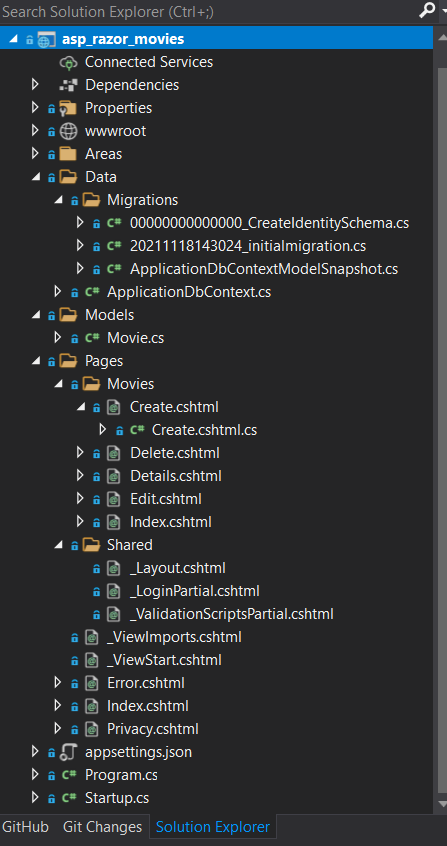 Search Solution Explorer (Ctrl+;)
asp_razor_movies
Connected Services
Dependencies
Properties
wwwroot
Areas
Data
Migrations
C# 00000000000000_CreateIdentitySchema.cs
C# 20211118143024_initialmigration.cs
C# ApplicationDbContextModelSnapshot.cs
C# ApplicationDbContext.cs
Models
C# Movie.cs
Pages
Movies
Create.cshtml
C# Create.cshtml.cs
Delete.cshtml
Details.cshtml
Edit.cshtml
Index.cshtml
Shared
_Layout.cshtml
_LoginPartial.cshtml
_ValidationScriptsPartial.cshtml
_ViewImports.cshtml
_ViewStart.cshtml
Error.cshtml
Index.cshtml
Privacy.cshtml
appsettings.json
C# Program.cs
C# Startup.cs
GitHub Git Changes Solution Explorer